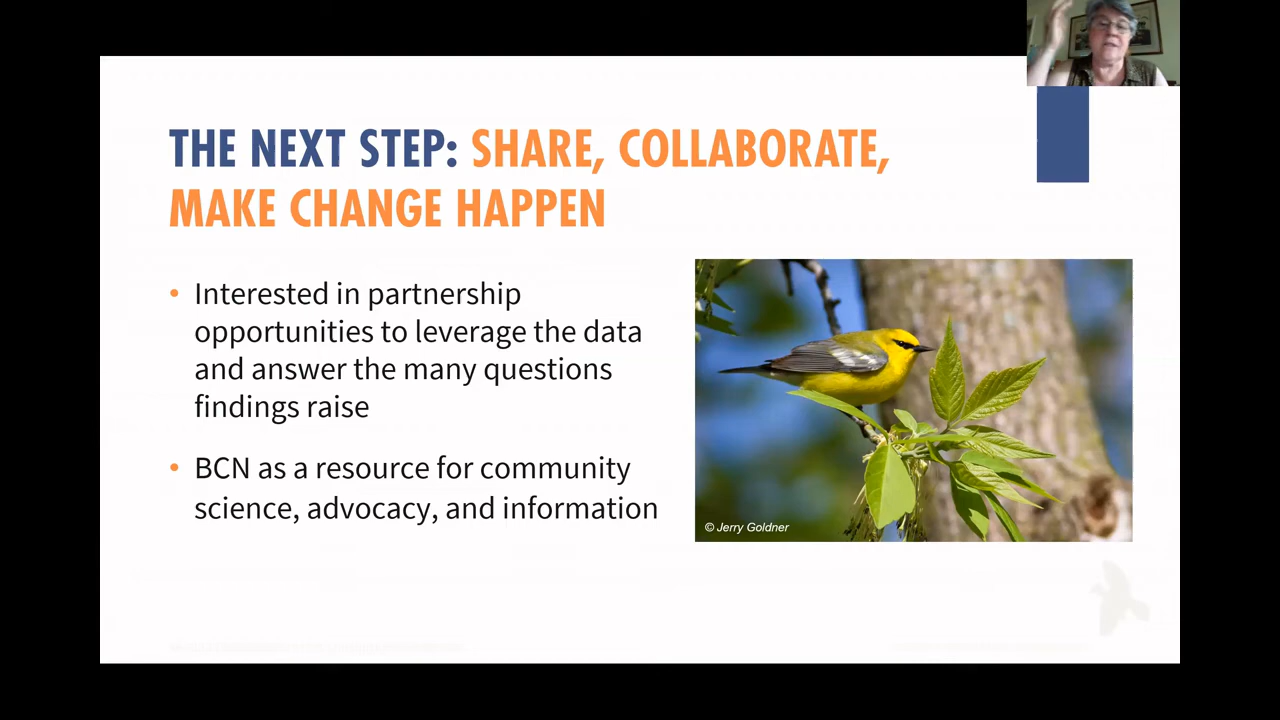 THE NEXT STEP: SHARE, COLLABORATE,
MAKE CHANGE HAPPEN
• Interested in partnership
opportunities to leverage the data
and answer the many questions
findings raise
• BCN as a resource for community
science, advocacy, and information
© Jerry Goldner